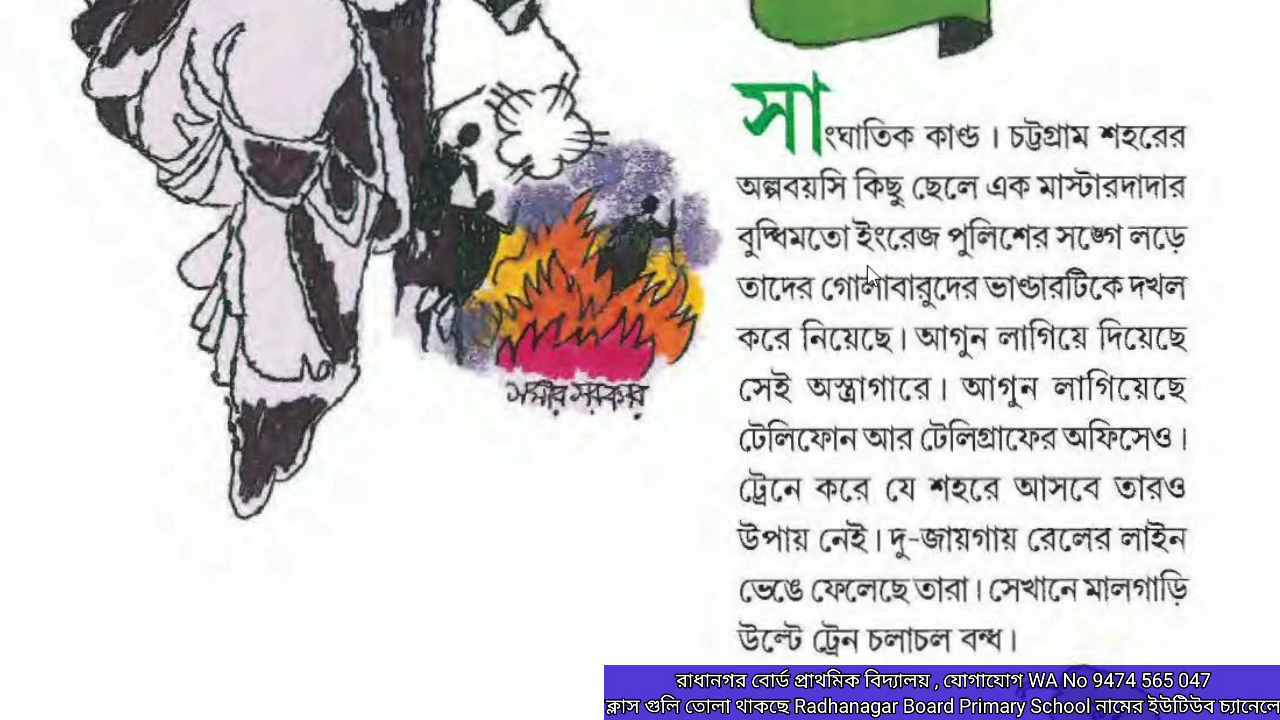 সমীর সরকার
সাংঘাতিক কাণ্ড। চট্টগ্রাম শহরের
অল্পবয়সি কিছু ছেলে এক মাস্টারদাদার
বুদ্ধিমতো ইংরেজ পুলিশের সঙ্গে লড়ে
তাদের গোলাবারুদের ভাণ্ডারটিকে দখল
করে নিয়েছে। আগুন লাগিয়ে দিয়েছে
সেই অস্ত্রাগারে। আগুন লাগিয়েছে
টেলিফোন আর টেলিগ্রাফের অফিসেও।
ট্রেনে করে যে শহরে আসবে তারও
উপায় নেই। দু-জায়গায় রেলের লাইন
ভেঙে ফেলেছে তারা। সেখানে মালগাড়ি
উল্টে ট্রেন চলাচল বন্ধ।
রাধানগর বোর্ড প্রাথমিক বিদ্যালয় , যোগাযোগ WA No 9474 565 047
ক্লাস গুলি তোলা থাকছে Radhanagar Board Primary School নামের ইউটিউব চ্যানেলে